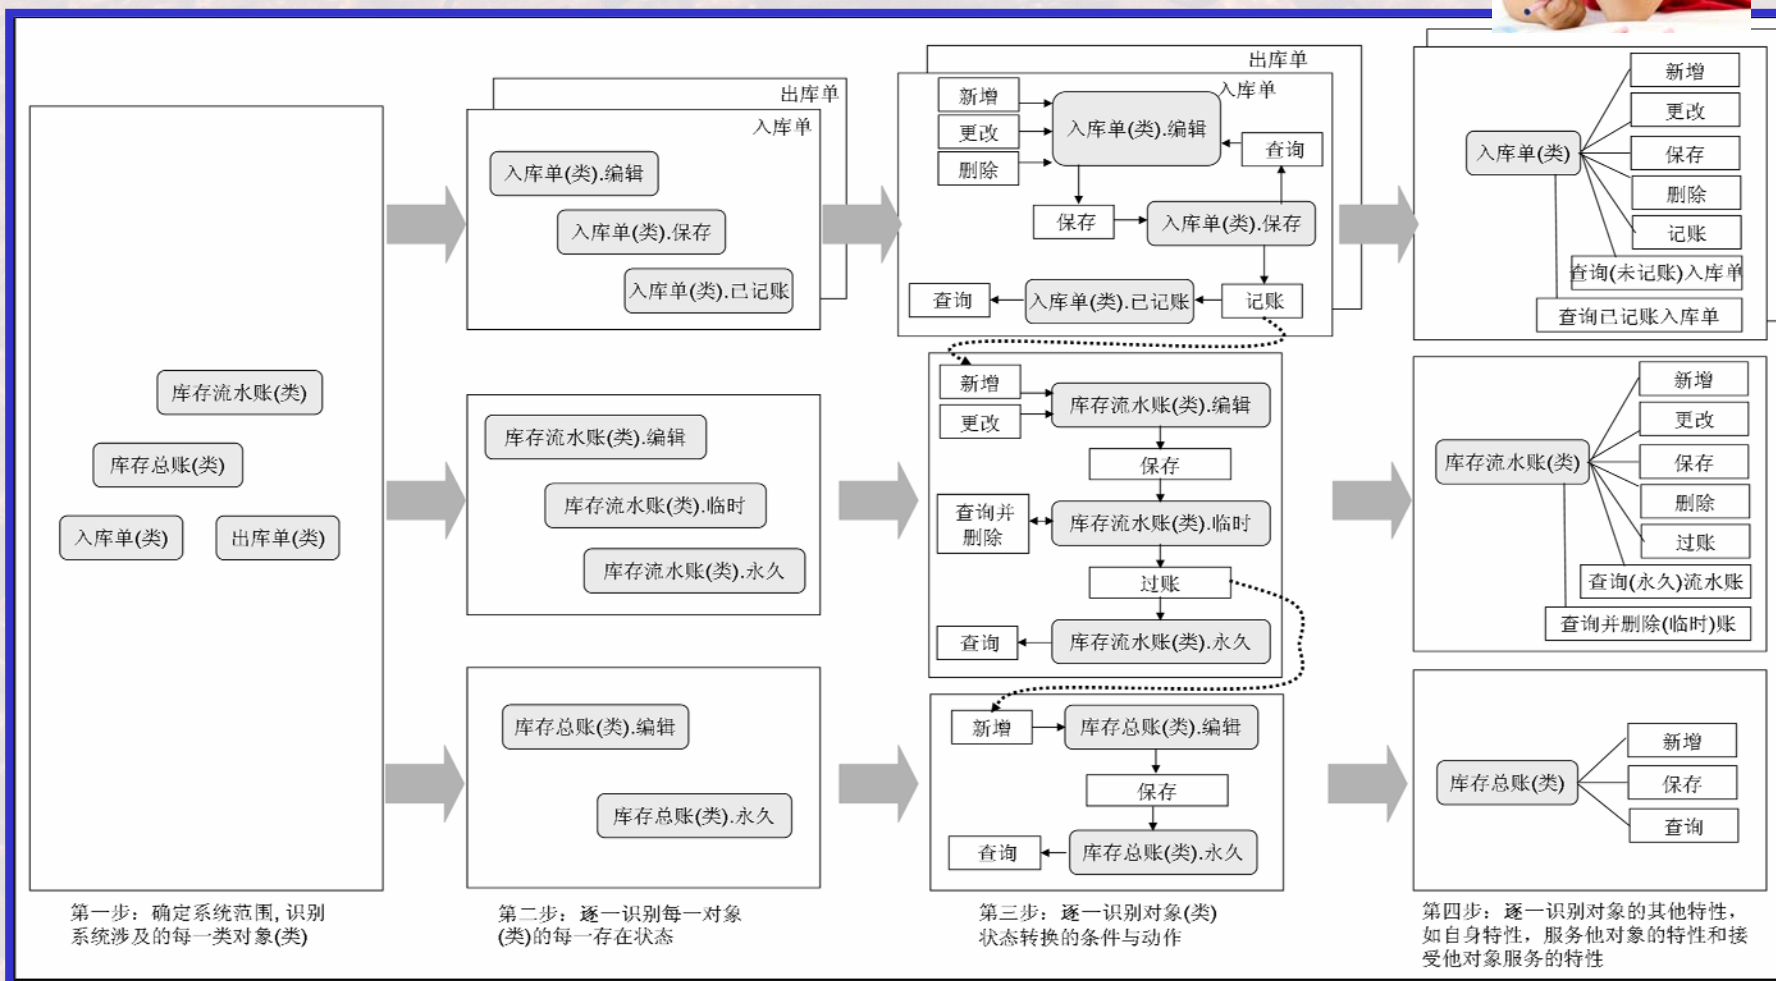 库存流水账(类)
库存总账(类)
入库单(类)
出库单(类)
第一步：确定系统范围, 识别
系统涉及的每一类对象(类)
出库单
入库单
入库单(类).编辑
入库单(类).保存
入库单(类).已记账
库存流水账(类).编辑
库存流水账(类).临时
库存流水账(类).永久
库存总账(类).编辑
库存总账(类).永久
第二步：逐一识别每一对象
(类)的每一存在状态
出库单
入库单
新增
更改
删除
入库单(类).编辑
查询
保存
入库单(类).保存
查询
入库单(类).已记账
记账
新增
更改
库存流水账(类).编辑
保存
查询并
删除
库存流水账(类).临时
过账
查询
库存流水账(类).永久
新增
库存总账(类).编辑
保存
查询
库存总账(类).永久
第三步：逐一识别对象(类)
状态转换的条件与动作
入库单(类)
新增
更改
保存
删除
记账
查询(未记账)入库单
查询已记账入库单
库存流水账(类)
新增
更改
保存
删除
过账
查询(永久)流水账
查询并删除(临时)账
库存总账(类)
新增
保存
查询
第四步：逐一识别对象的其他特性，
如自身特性，服务他对象的特性和接
受他对象服务的特性